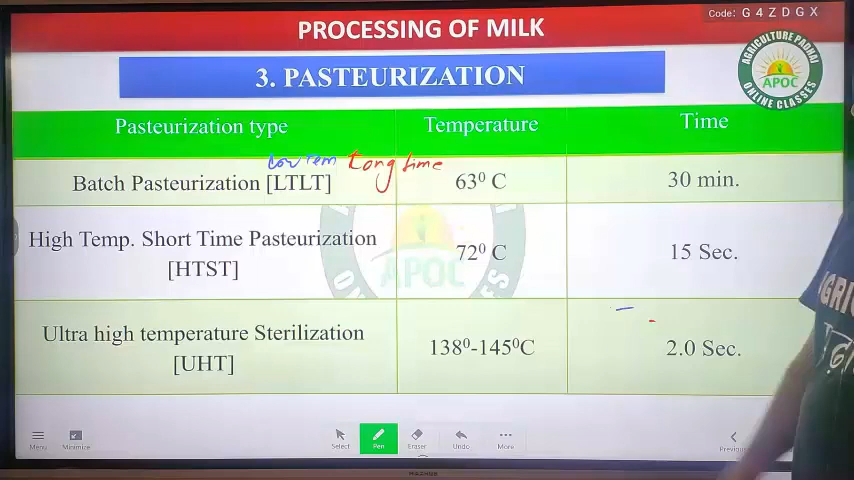 Code: G4ZDGX
PROCESSING OF MILK
3. PASTEURIZATION
AGRICULTURE PADHAI
APOC
ONLINE CLASSES
Pasteurization type Temperature Time
Low Tem Long time
Batch Pasteurization [LTLT] 63⁰ C 30 min.
High Temp. Short Time Pasteurization
[HTST] 72⁰ C 15 Sec.
APOC
Ultra high temperature Sterilization
[UHT] 138⁰-145⁰C 2.0 Sec.
Menu Minimize Select Pen Eraser Undo More Previous